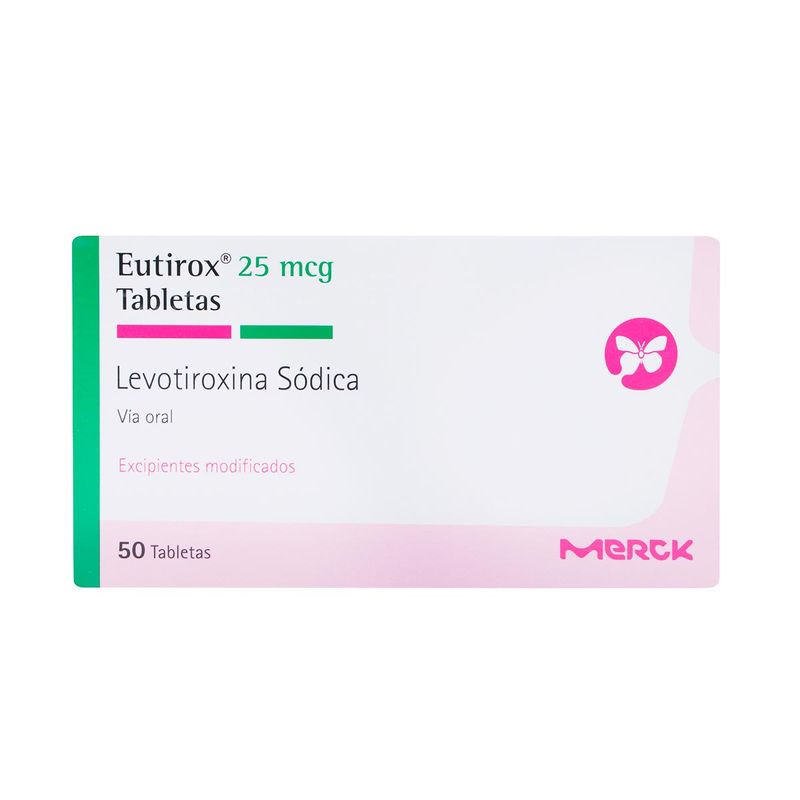 Eutirox® 25 mcg
Tabletas
Levotiroxina Sódica
Vía oral
Excipientes modificados
50 Tabletas
MERCK